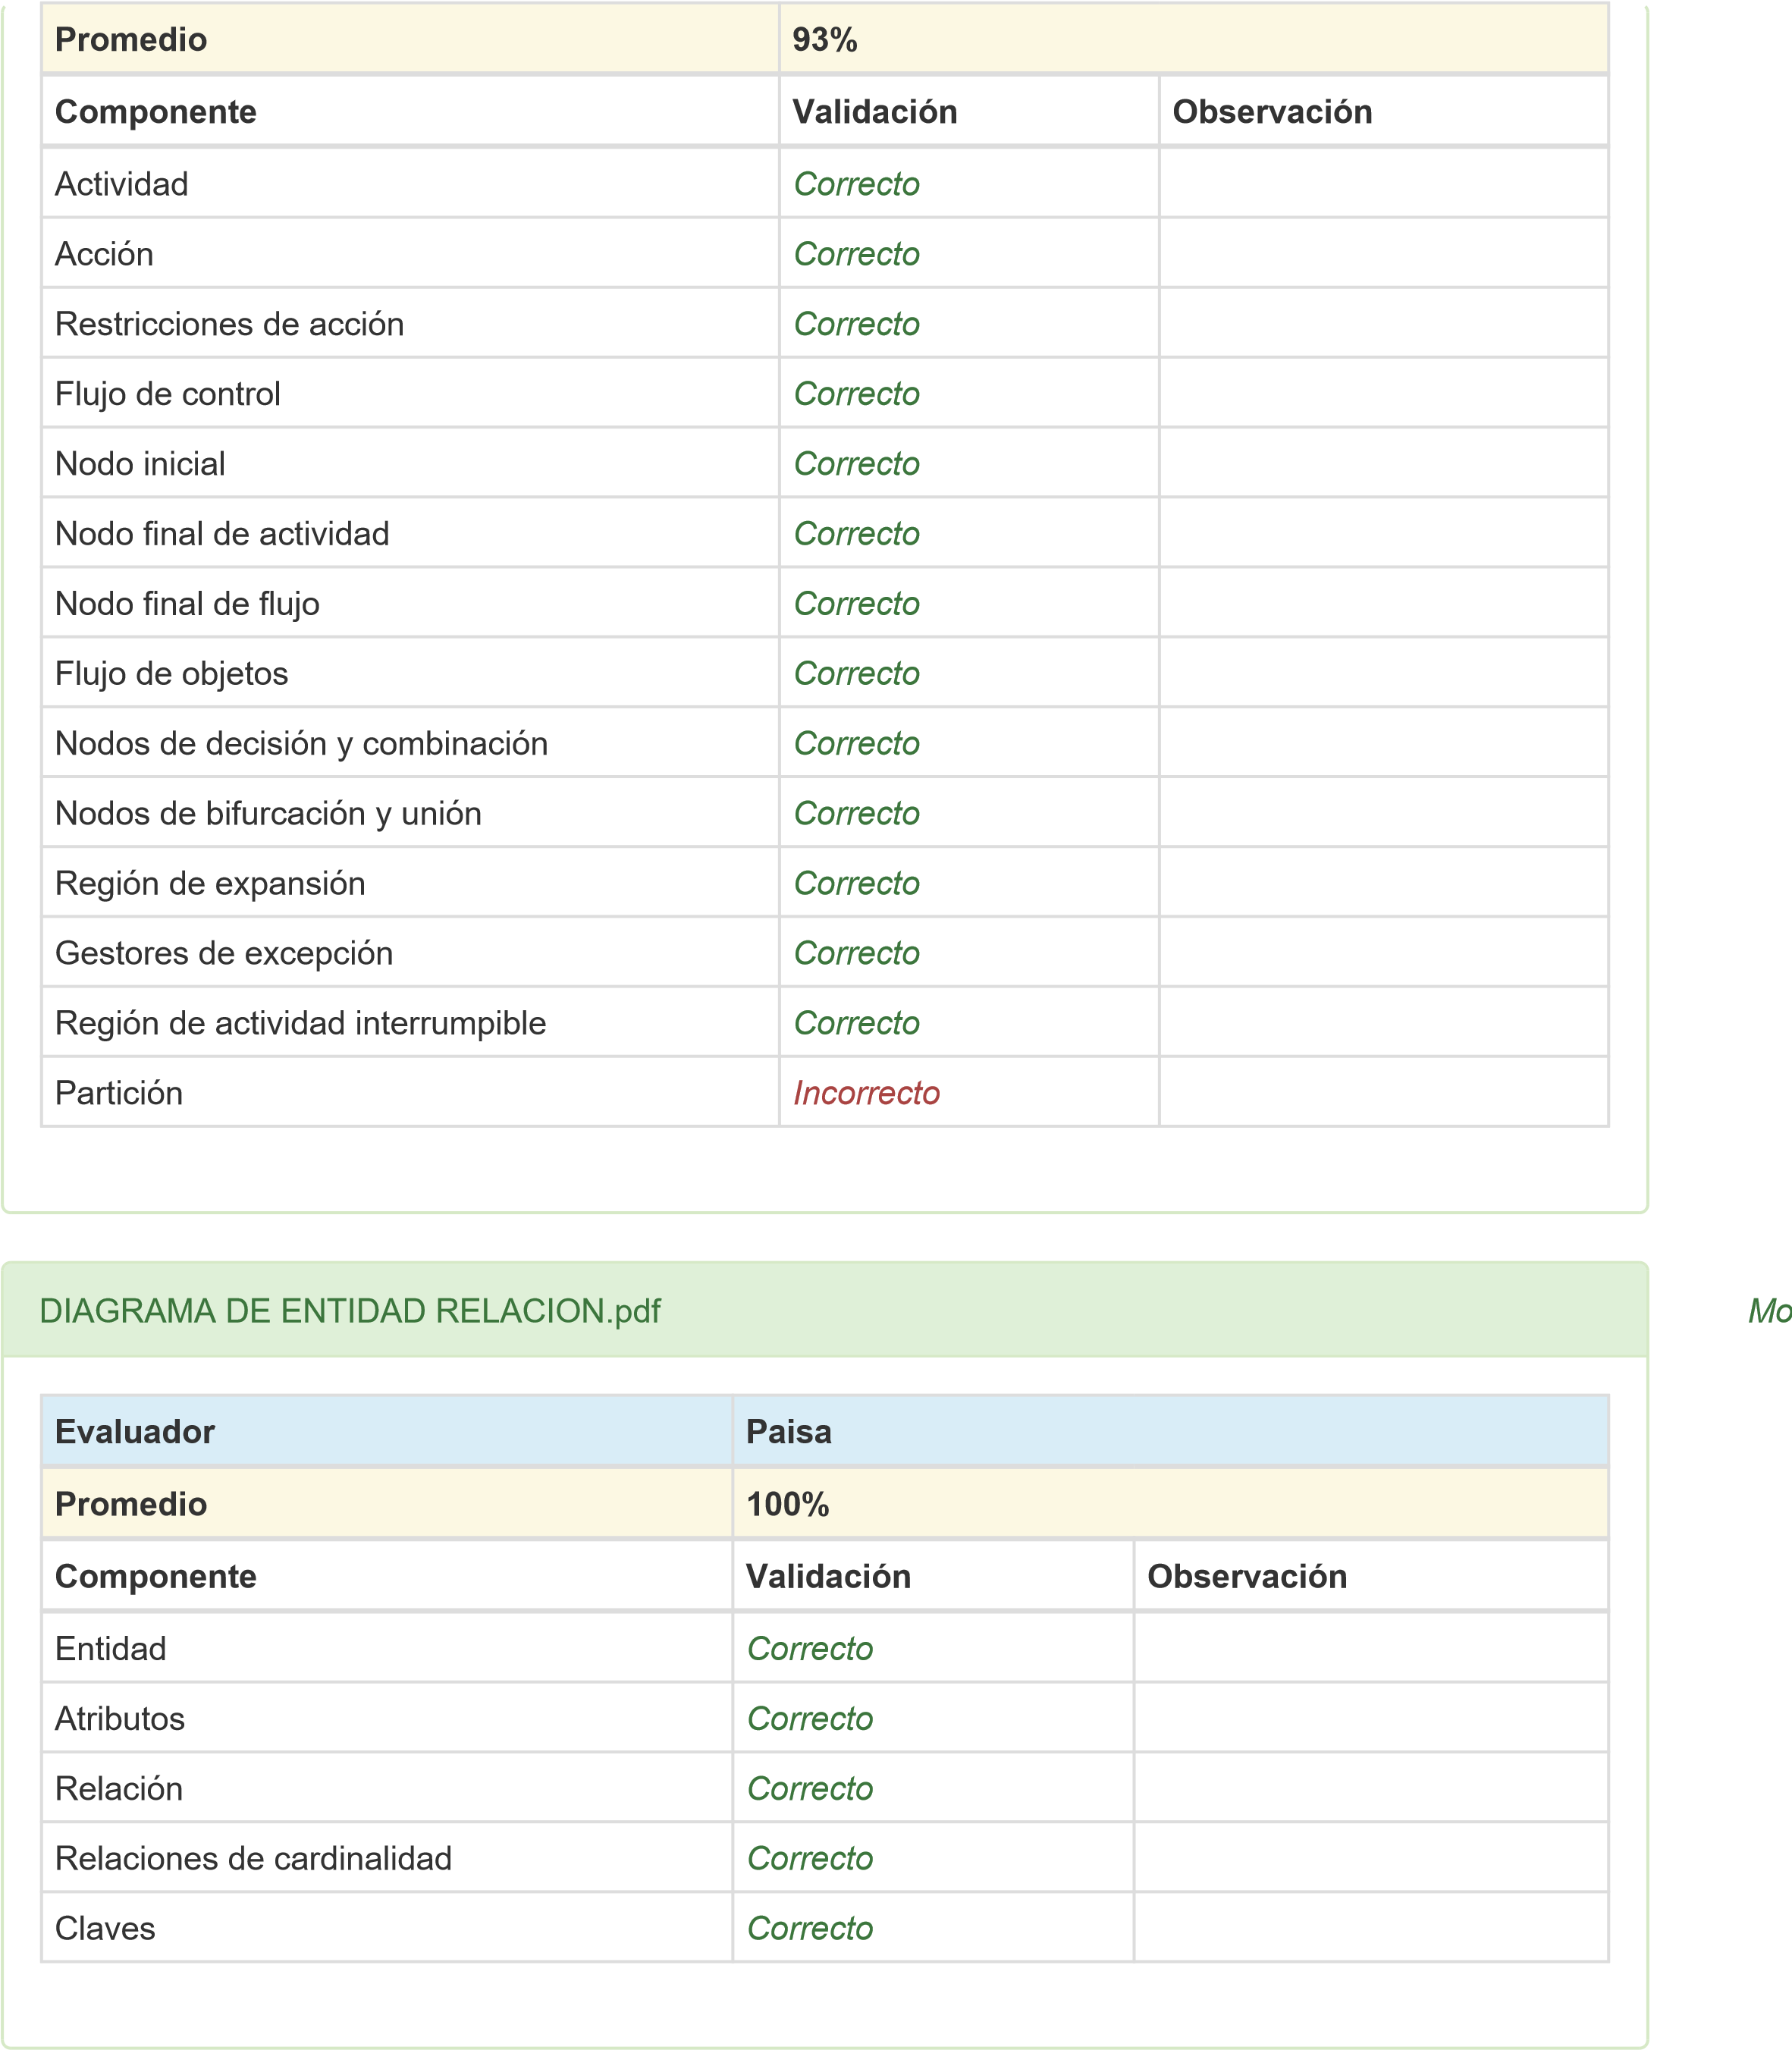 Promedio 93%
Componente Validación Observación
Actividad Correcto
Acción Correcto
Restricciones de acción Correcto
Flujo de control Correcto
Nodo inicial Correcto
Nodo final de actividad Correcto
Nodo final de flujo Correcto
Flujo de objetos Correcto
Nodos de decisión y combinación Correcto
Nodos de bifurcación y unión Correcto
Región de expansión Correcto
Gestores de excepción Correcto
Región de actividad interrumpible Correcto
Partición Incorrecto
DIAGRAMA DE ENTIDAD RELACION.pdf
Evaluador Paisa
Promedio 100%
Componente Validación Observación
Entidad Correcto
Atributos Correcto
Relación Correcto
Relaciones de cardinalidad Correcto
Claves Correcto